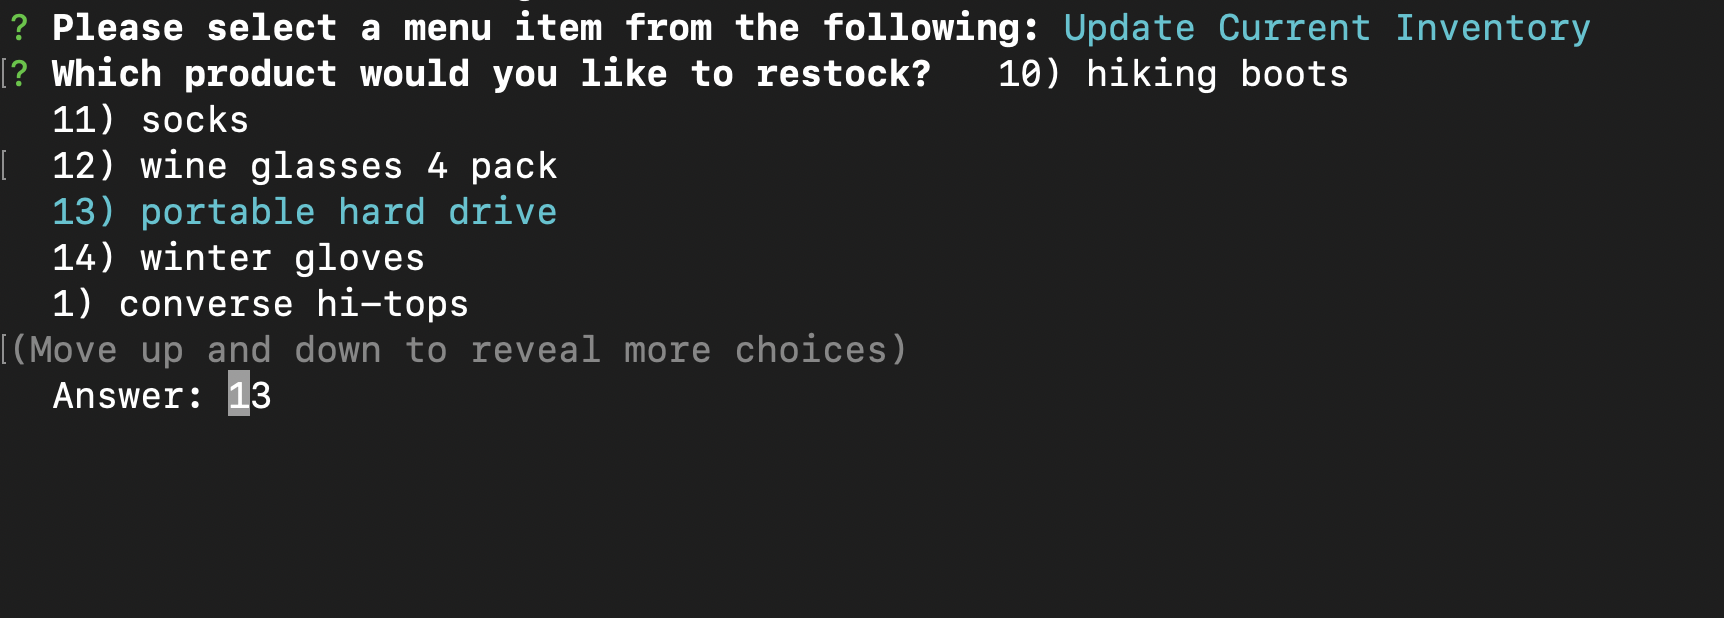 ? Please select a menu item from the following: Update Current Inventory
[? Which product would you like to restock?   10) hiking boots
  11) socks
[  12) wine glasses 4 pack
  13) portable hard drive
  14) winter gloves
  1) converse hi-tops
[(Move up and down to reveal more choices)
  Answer: 13